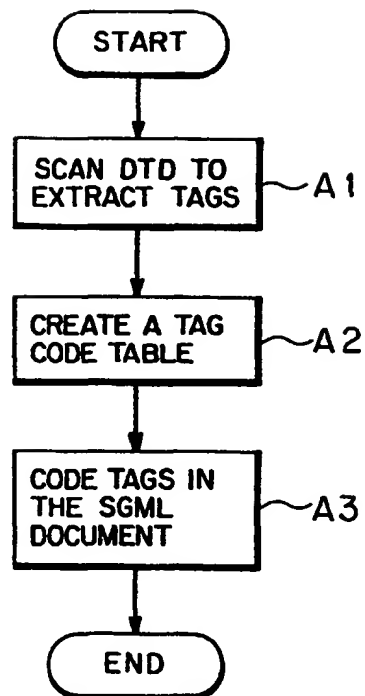 START
SCAN DTD TO
EXTRACT TAGS
A1
CREATE A TAG
CODE TABLE
A2
CODE TAGS IN
THE SGML
DOCUMENT
A3
END